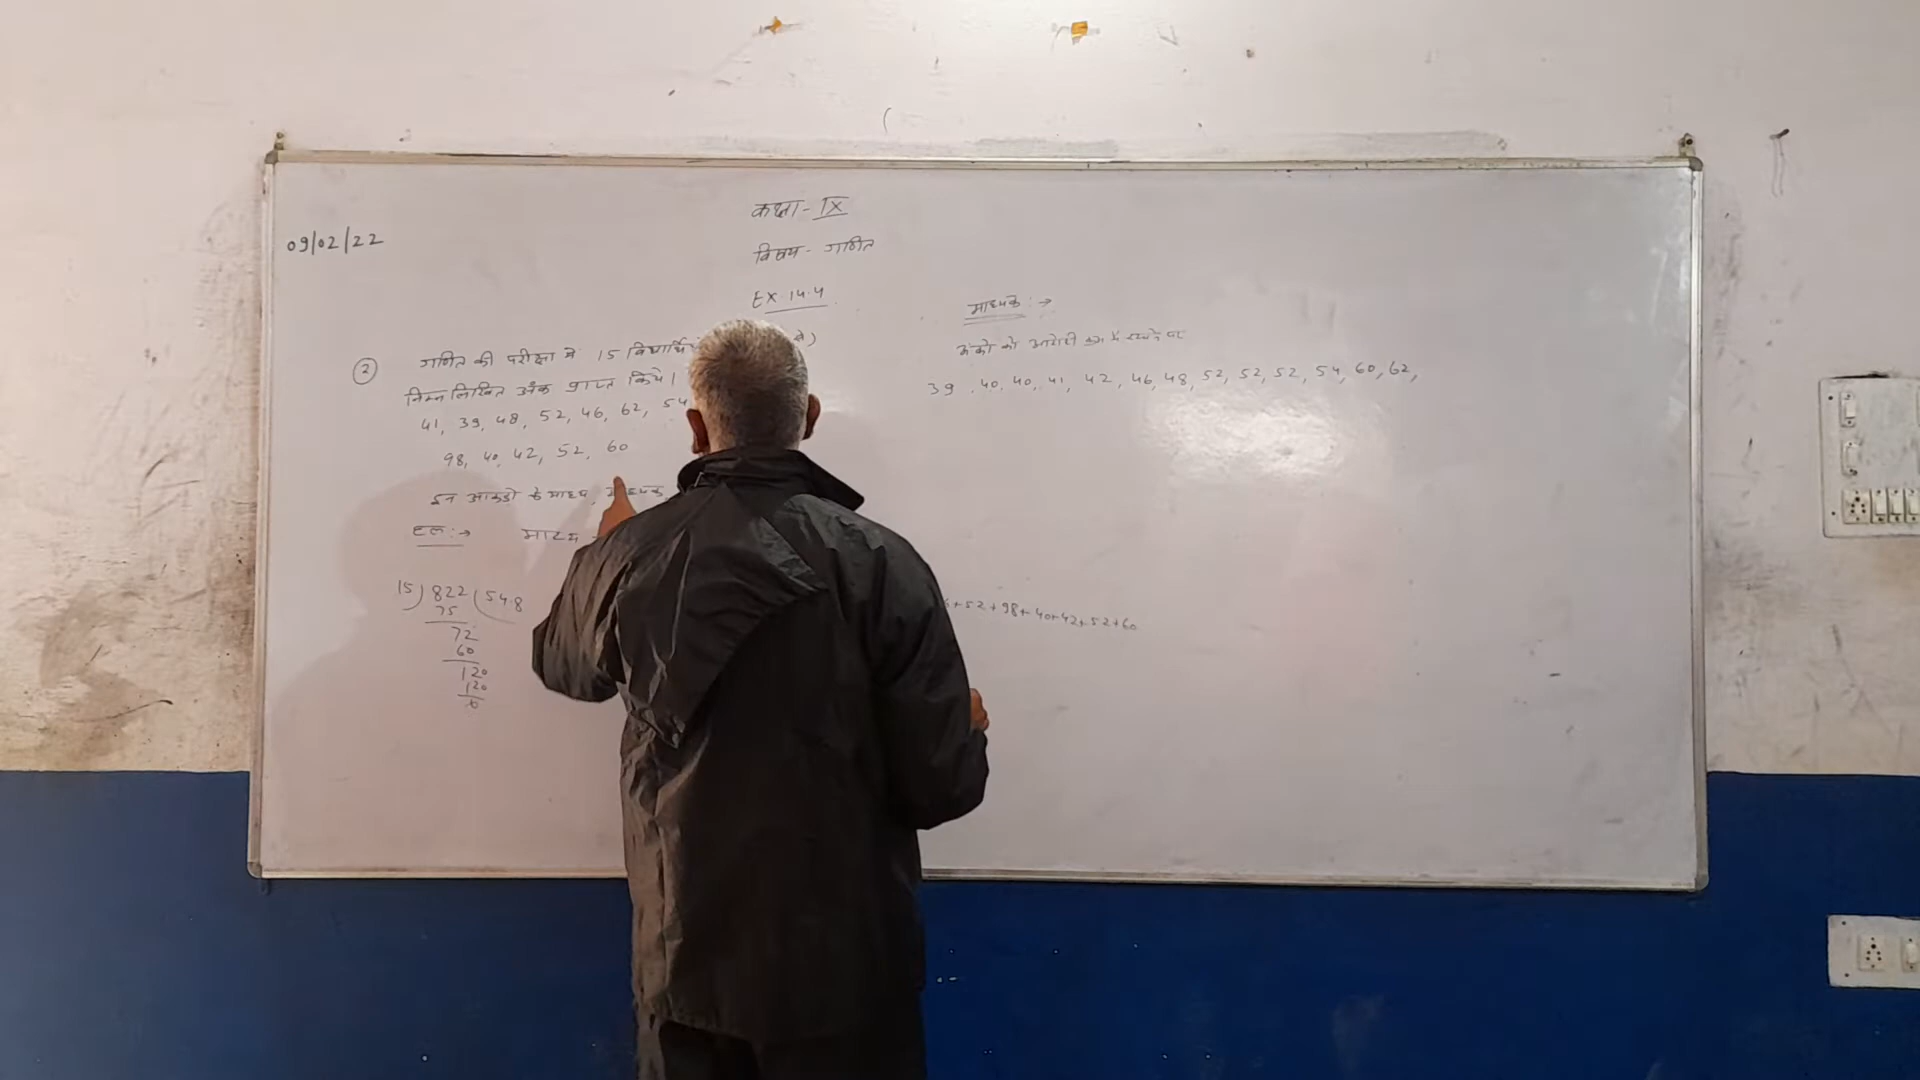 09/02/22
कक्षा - IX
विषय - गणित
Ex-14.4
② गणित की परीक्षा में 15
निम्नलिखित अंक प्राप्त किये।
41, 39, 48, 52, 46, 62, 54
98, 40, 42, 52, 60
इन आकडो के माध्य,
हल:→ माध्य
15) 822 (54.8
75
72
60
120
120
0
माध्यक :→
अंको को आरोही क्रम में रखने पर
39, 40, 40, 41, 42, 46, 48, 52, 52, 52, 54, 60, 62,
+52+98+40+42+52+60